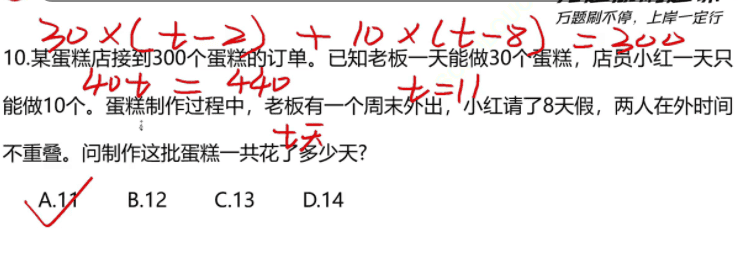 万题刷不停，上岸一定行
30×(t-2)+10×(t-8)=300
10.某蛋糕店接到300个蛋糕的订单。已知老板一天能做30个蛋糕，店员小红一天只
40t=440 t=11
能做10个。蛋糕制作过程中，老板有一个周末外出，小红请了8天假，两人在外时间
t天
不重叠。问制作这批蛋糕一共花了多少天?
A.11 B.12 C.13 D.14